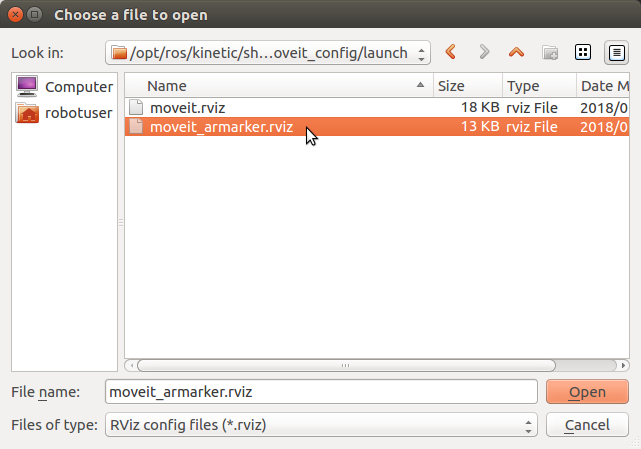 Choose a file to open
Look in: /opt/ros/kinetic/sh...oveit_config/launch
Computer
robotuser
Name Size Type Date M
moveit.rviz 18 KB rviz File 2018/0
moveit_armarker.rviz 13 KB rviz File 2018/0
File name: moveit_armarker.rviz Open
Files of type: RViz config files (*.rviz) Cancel